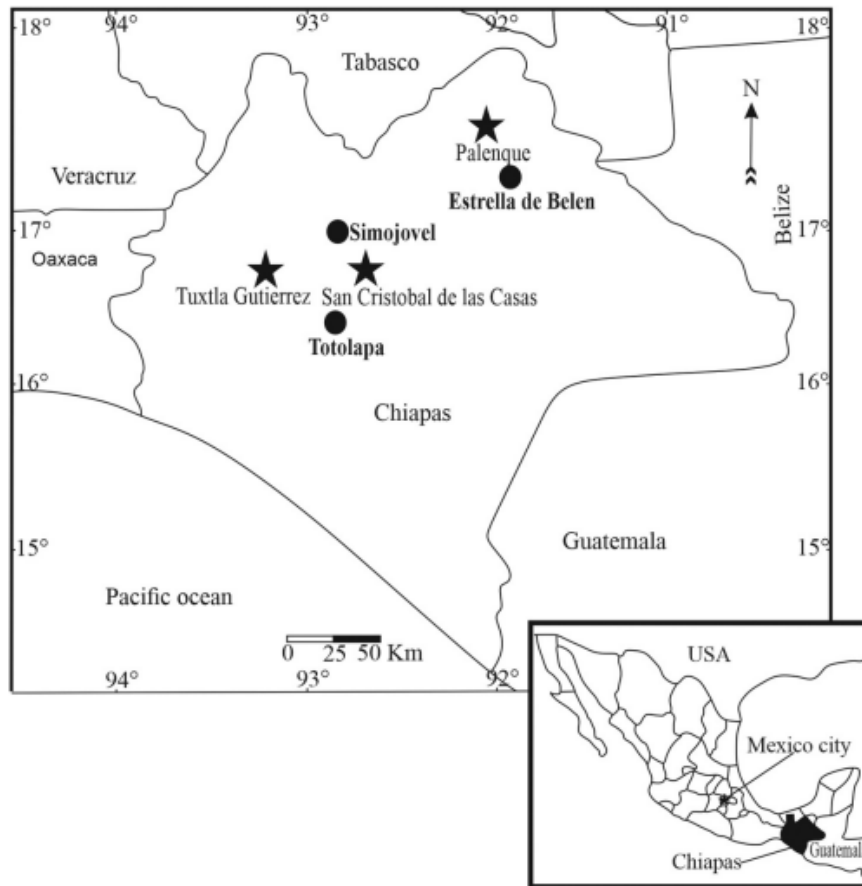 94° 93° 92° 91°
18° 18°
Tabasco
N
Palenque
Veracruz
Estrella de Belen
Belize
17° Simojovel 17°
Oaxaca
Tuxtla Gutierrez San Cristobal de las Casas
Totolapa
16° 16°
Chiapas
15° Guatemala 15°
Pacific ocean
0 25 50 Km
94° 93° 92°
USA
Mexico city
Guatemal
Chiapas